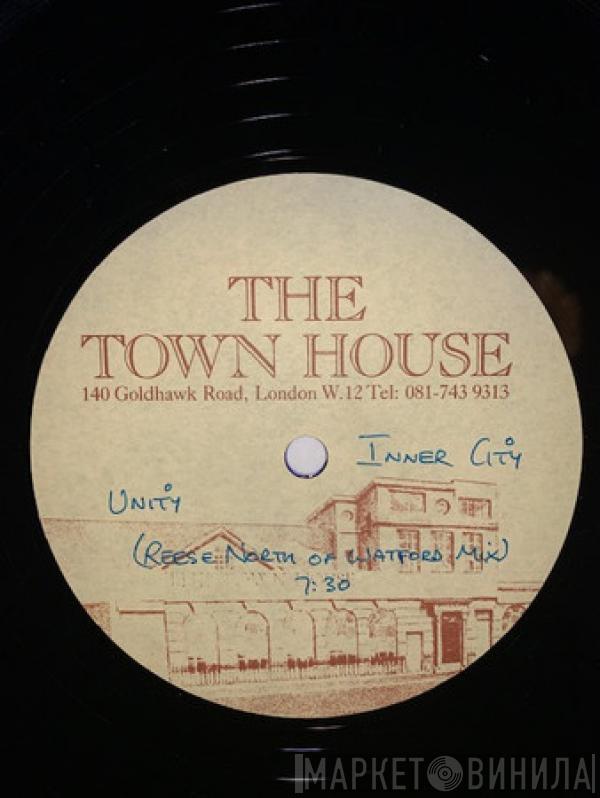 THE
TOWN HOUSE
140 Goldhawk Road, London W.12 Tel: 081-743 9313
INNER CITY
UNITY
(REESE NORTH OF WATFORD MIX)
7:30
МАРКЕТ ВИНИЛА